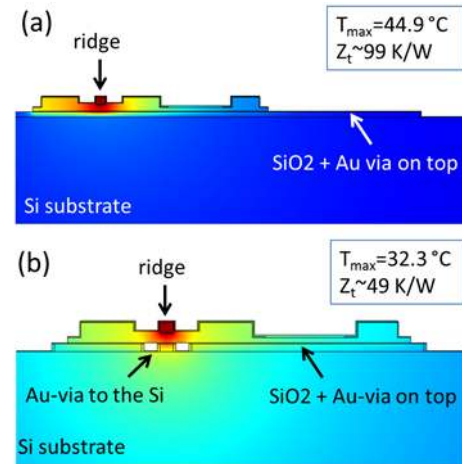 (a)
ridge
Tmax=44.9 °C
Zt~99 K/W
SiO2 + Au via on top
Si substrate
(b)
ridge
Tmax=32.3 °C
Zt~49 K/W
Au-via to the Si
SiO2 + Au-via on top
Si substrate